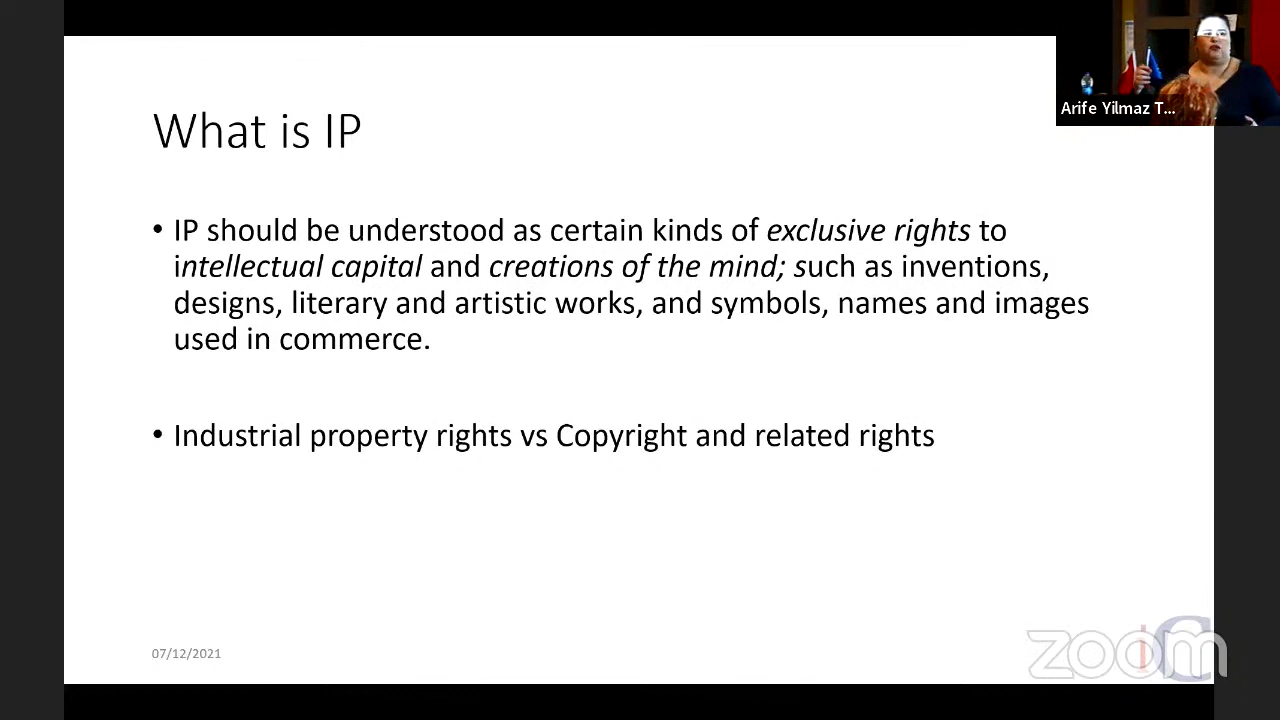 Arife Yilmaz T...
What is IP
• IP should be understood as certain kinds of exclusive rights to
intellectual capital and creations of the mind; such as inventions,
designs, literary and artistic works, and symbols, names and images
used in commerce.
• Industrial property rights vs Copyright and related rights
07/12/2021
zoom